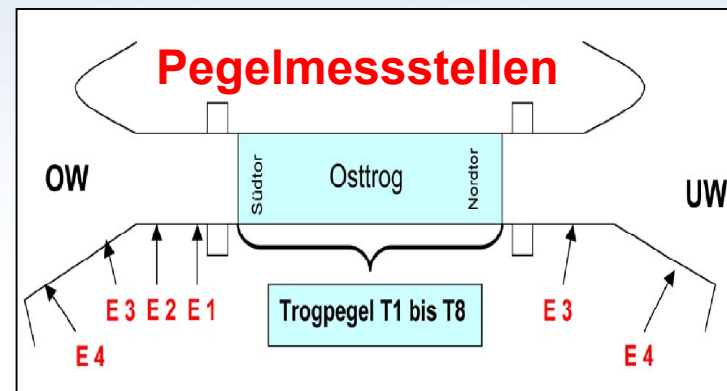 Pegelmessstellen
OW
Südtor
Osttrog
Nordtor
UW
E 3 E 2 E 1
E 4
Trogpegel T1 bis T8
E 3
E 4